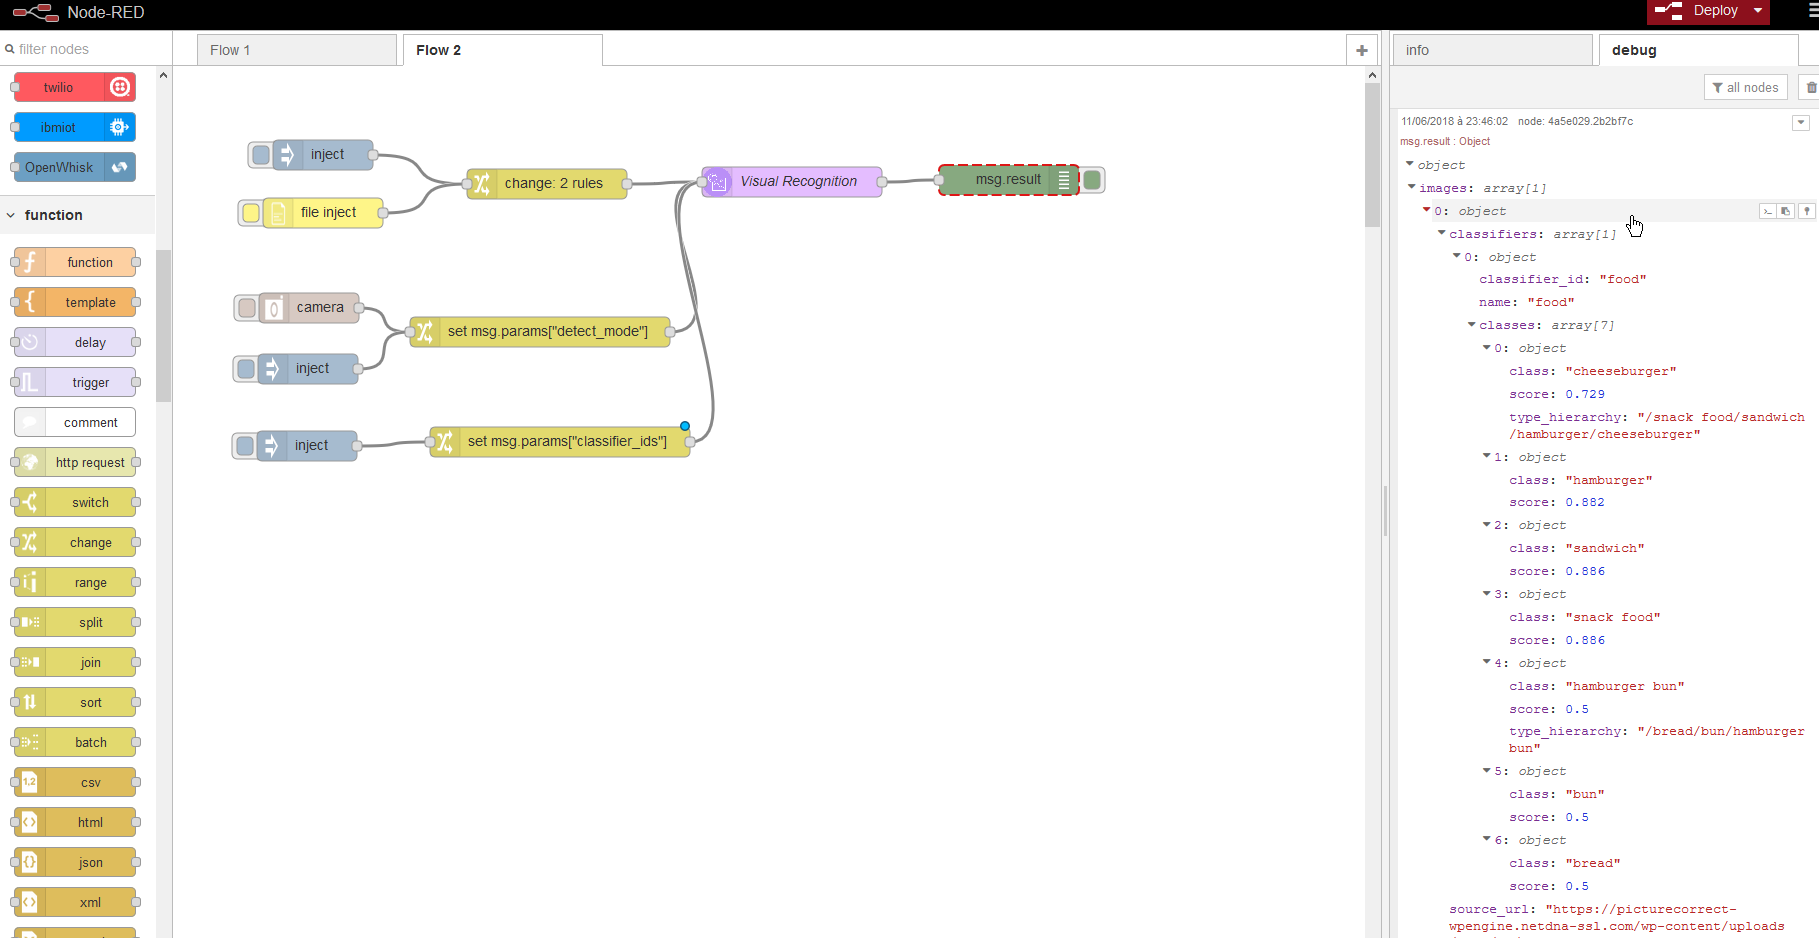 Node-RED
Deploy
filter nodes
Flow 1
Flow 2
info
debug
all nodes
twilio
ibmiot
OpenWhisk
function
function
template
delay
trigger
comment
http request
switch
change
range
split
join
sort
batch
csv
html
json
xml
inject
file inject
change: 2 rules
Visual Recognition
msg.result
camera
inject
set msg.params["detect_mode"]
inject
set msg.params["classifier_ids"]
11/06/2018 à 23:46:02 node: 4a5e029.2b2bf7c
msg.result : Object
object
images: array[1]
0: object
classifiers: array[1]
0: object
classifier_id: "food"
name: "food"
classes: array[7]
0: object
class: "cheeseburger"
score: 0.729
type_hierarchy: "/snack food/sandwich
/hamburger/cheeseburger"
1: object
class: "hamburger"
score: 0.882
2: object
class: "sandwich"
score: 0.886
3: object
class: "snack food"
score: 0.886
4: object
class: "hamburger bun"
score: 0.5
type_hierarchy: "/bread/bun/hamburger
bun"
5: object
class: "bun"
score: 0.5
6: object
class: "bread"
score: 0.5
source_url: "https://picturecorrect-
wpengine.netdna-ssl.com/wp-content/uploads